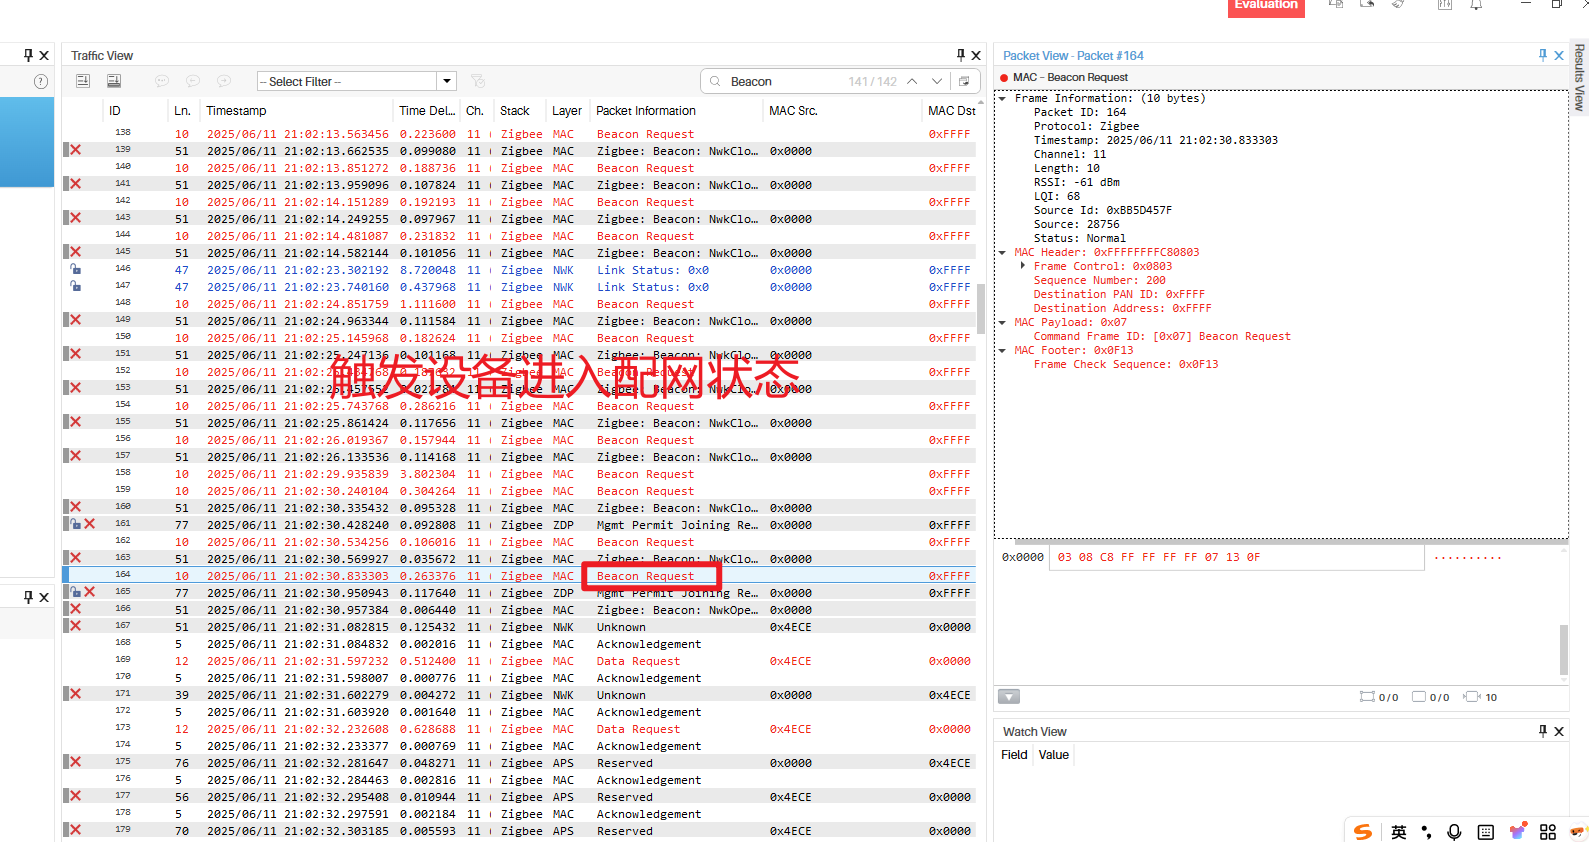 Evaluation
Traffic View
-- Select Filter --
Beacon
141 / 142
ID Ln. Timestamp Time Del... Ch. Stack Layer Packet Information MAC Src. MAC Dst
138 10 2025/06/11 21:02:13.563456 0.223600 11 Zigbee MAC Beacon Request 0xFFFF
139 51 2025/06/11 21:02:13.662535 0.099080 11 Zigbee MAC Zigbee: Beacon: NwkClo... 0x0000
140 10 2025/06/11 21:02:13.851272 0.188736 11 Zigbee MAC Beacon Request 0xFFFF
141 51 2025/06/11 21:02:13.959096 0.107824 11 Zigbee MAC Zigbee: Beacon: NwkClo... 0x0000
142 10 2025/06/11 21:02:14.151289 0.192193 11 Zigbee MAC Beacon Request 0xFFFF
143 51 2025/06/11 21:02:14.249255 0.097967 11 Zigbee MAC Zigbee: Beacon: NwkClo... 0x0000
144 10 2025/06/11 21:02:14.481087 0.231832 11 Zigbee MAC Beacon Request 0xFFFF
145 51 2025/06/11 21:02:14.582144 0.101056 11 Zigbee MAC Zigbee: Beacon: NwkClo... 0x0000
146 47 2025/06/11 21:02:23.302192 8.720048 11 Zigbee NWK Link Status: 0x0 0x0000 0xFFFF
147 47 2025/06/11 21:02:23.740160 0.437968 11 Zigbee NWK Link Status: 0x0 0x0000 0xFFFF
148 10 2025/06/11 21:02:24.851759 1.111600 11 Zigbee MAC Beacon Request 0xFFFF
149 51 2025/06/11 21:02:24.963344 0.111584 11 Zigbee MAC Zigbee: Beacon: NwkClo... 0x0000
150 10 2025/06/11 21:02:25.145968 0.182624 11 Zigbee MAC Beacon Request 0xFFFF
151 51 2025/06/11 21:02:25.247136 0.101168 11 Zigbee MAC Zigbee: Beacon: NwkClo... 0x0000
152 10 2025/06/11 Zigbee MAC Beacon Request 0xFFFF
触发设备进入配网状态
153 51 2025/06/11 11 Zigbee MAC Zigbee: Beacon: NwkClo... 0x0000
154 10 2025/06/11 21:02:25.743768 0.286216 11 Zigbee MAC Beacon Request 0xFFFF
155 51 2025/06/11 21:02:25.861424 0.117656 11 Zigbee MAC Zigbee: Beacon: NwkClo... 0x0000
156 10 2025/06/11 21:02:26.019367 0.157944 11 Zigbee MAC Beacon Request 0xFFFF
157 51 2025/06/11 21:02:26.133536 0.114168 11 Zigbee MAC Zigbee: Beacon: NwkClo... 0x0000
158 10 2025/06/11 21:02:29.935839 3.802304 11 Zigbee MAC Beacon Request 0xFFFF
159 10 2025/06/11 21:02:30.240104 0.304264 11 Zigbee MAC Beacon Request 0xFFFF
160 51 2025/06/11 21:02:30.335432 0.095328 11 Zigbee MAC Zigbee: Beacon: NwkClo... 0x0000
161 77 2025/06/11 21:02:30.428240 0.092808 11 Zigbee ZDP Mgmt Permit Joining Re... 0x0000 0xFFFF
162 10 2025/06/11 21:02:30.534256 0.106016 11 Zigbee MAC Beacon Request 0xFFFF
163 51 2025/06/11 21:02:30.569927 0.035672 11 Zigbee MAC Zigbee: Beacon: NwkClo... 0x0000
164 10 2025/06/11 21:02:30.833303 0.263376 11 Zigbee MAC Beacon Request 0xFFFF
165 77 2025/06/11 21:02:30.950943 0.117640 11 Zigbee ZDP Mgmt Permit Joining Re... 0x0000 0xFFFF
166 51 2025/06/11 21:02:30.957384 0.006440 11 Zigbee MAC Zigbee: Beacon: NwkOpe... 0x0000
167 51 2025/06/11 21:02:31.082815 0.125432 11 Zigbee NWK Unknown 0x4ECE 0x0000
168 5 2025/06/11 21:02:31.084832 0.002016 11 Zigbee MAC Acknowledgement
169 12 2025/06/11 21:02:31.597232 0.512400 11 Zigbee MAC Data Request 0x4ECE 0x0000
170 5 2025/06/11 21:02:31.598007 0.000776 11 Zigbee MAC Acknowledgement
171 39 2025/06/11 21:02:31.602279 0.004272 11 Zigbee NWK Unknown 0x0000 0x4ECE
172 5 2025/06/11 21:02:31.603920 0.001640 11 Zigbee MAC Acknowledgement
173 12 2025/06/11 21:02:32.232608 0.628688 11 Zigbee MAC Data Request 0x4ECE 0x0000
174 5 2025/06/11 21:02:32.233377 0.000769 11 Zigbee MAC Acknowledgement
175 76 2025/06/11 21:02:32.281647 0.048271 11 Zigbee APS Reserved 0x0000 0x4ECE
176 5 2025/06/11 21:02:32.284463 0.002816 11 Zigbee MAC Acknowledgement
177 56 2025/06/11 21:02:32.295408 0.010944 11 Zigbee APS Reserved 0x4ECE 0x0000
178 5 2025/06/11 21:02:32.297591 0.002184 11 Zigbee MAC Acknowledgement
179 70 2025/06/11 21:02:32.303185 0.005593 11 Zigbee APS Reserved 0x4ECE 0x0000
Packet View - Packet #164
MAC – Beacon Request
Frame Information: (10 bytes)
Packet ID: 164
Protocol: Zigbee
Timestamp: 2025/06/11 21:02:30.833303
Channel: 11
Length: 10
RSSI: -61 dBm
LQI: 68
Source Id: 0xBB5D457F
Source: 28756
Status: Normal
MAC Header: 0xFFFFFFFFC80803
Frame Control: 0x0803
Sequence Number: 200
Destination PAN ID: 0xFFFF
Destination Address: 0xFFFF
MAC Payload: 0x07
Command Frame ID: [0x07] Beacon Request
MAC Footer: 0x0F13
Frame Check Sequence: 0x0F13
0x0000 03 08 C8 FF FF FF FF 07 13 0F ..........
0 / 0 0 / 0 10
Watch View
Field Value
Results View
英